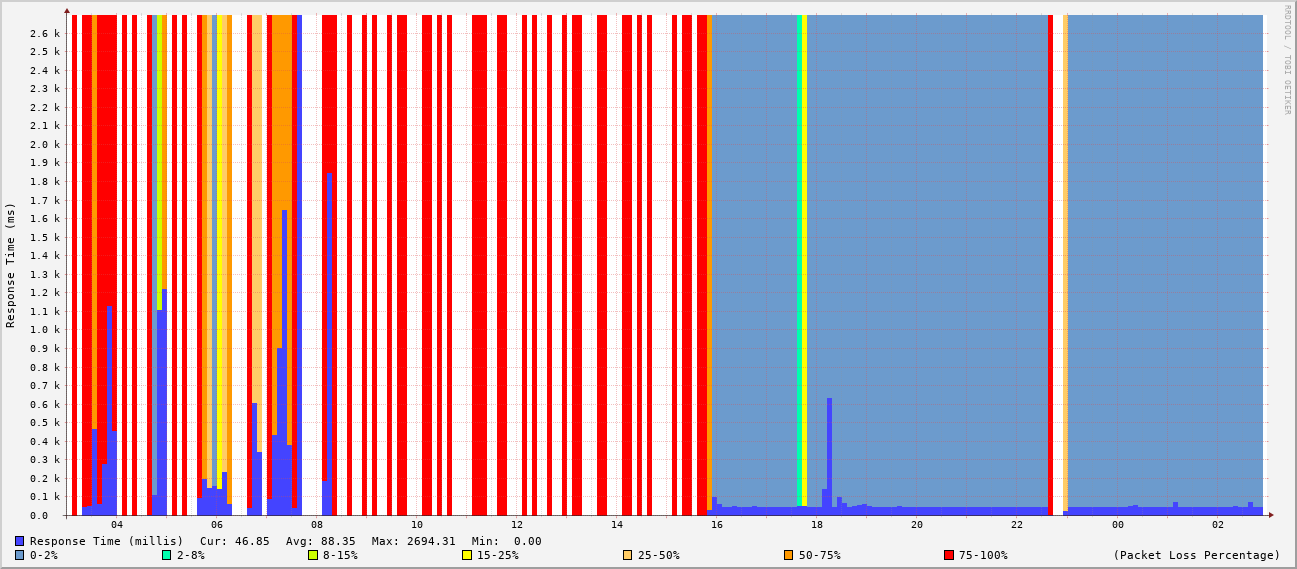 RRDTOOL / TOBI OETIKER
Response Time (ms)
2.6 k
2.5 k
2.4 k
2.3 k
2.2 k
2.1 k
2.0 k
1.9 k
1.8 k
1.7 k
1.6 k
1.5 k
1.4 k
1.3 k
1.2 k
1.1 k
1.0 k
0.9 k
0.8 k
0.7 k
0.6 k
0.5 k
0.4 k
0.3 k
0.2 k
0.1 k
0.0
04 06 08 10 12 14 16 18 20 22 00 02
Response Time (millis) Cur: 46.85 Avg: 88.35 Max: 2694.31 Min: 0.00
0-2% 2-8% 8-15% 15-25% 25-50% 50-75% 75-100% (Packet Loss Percentage)